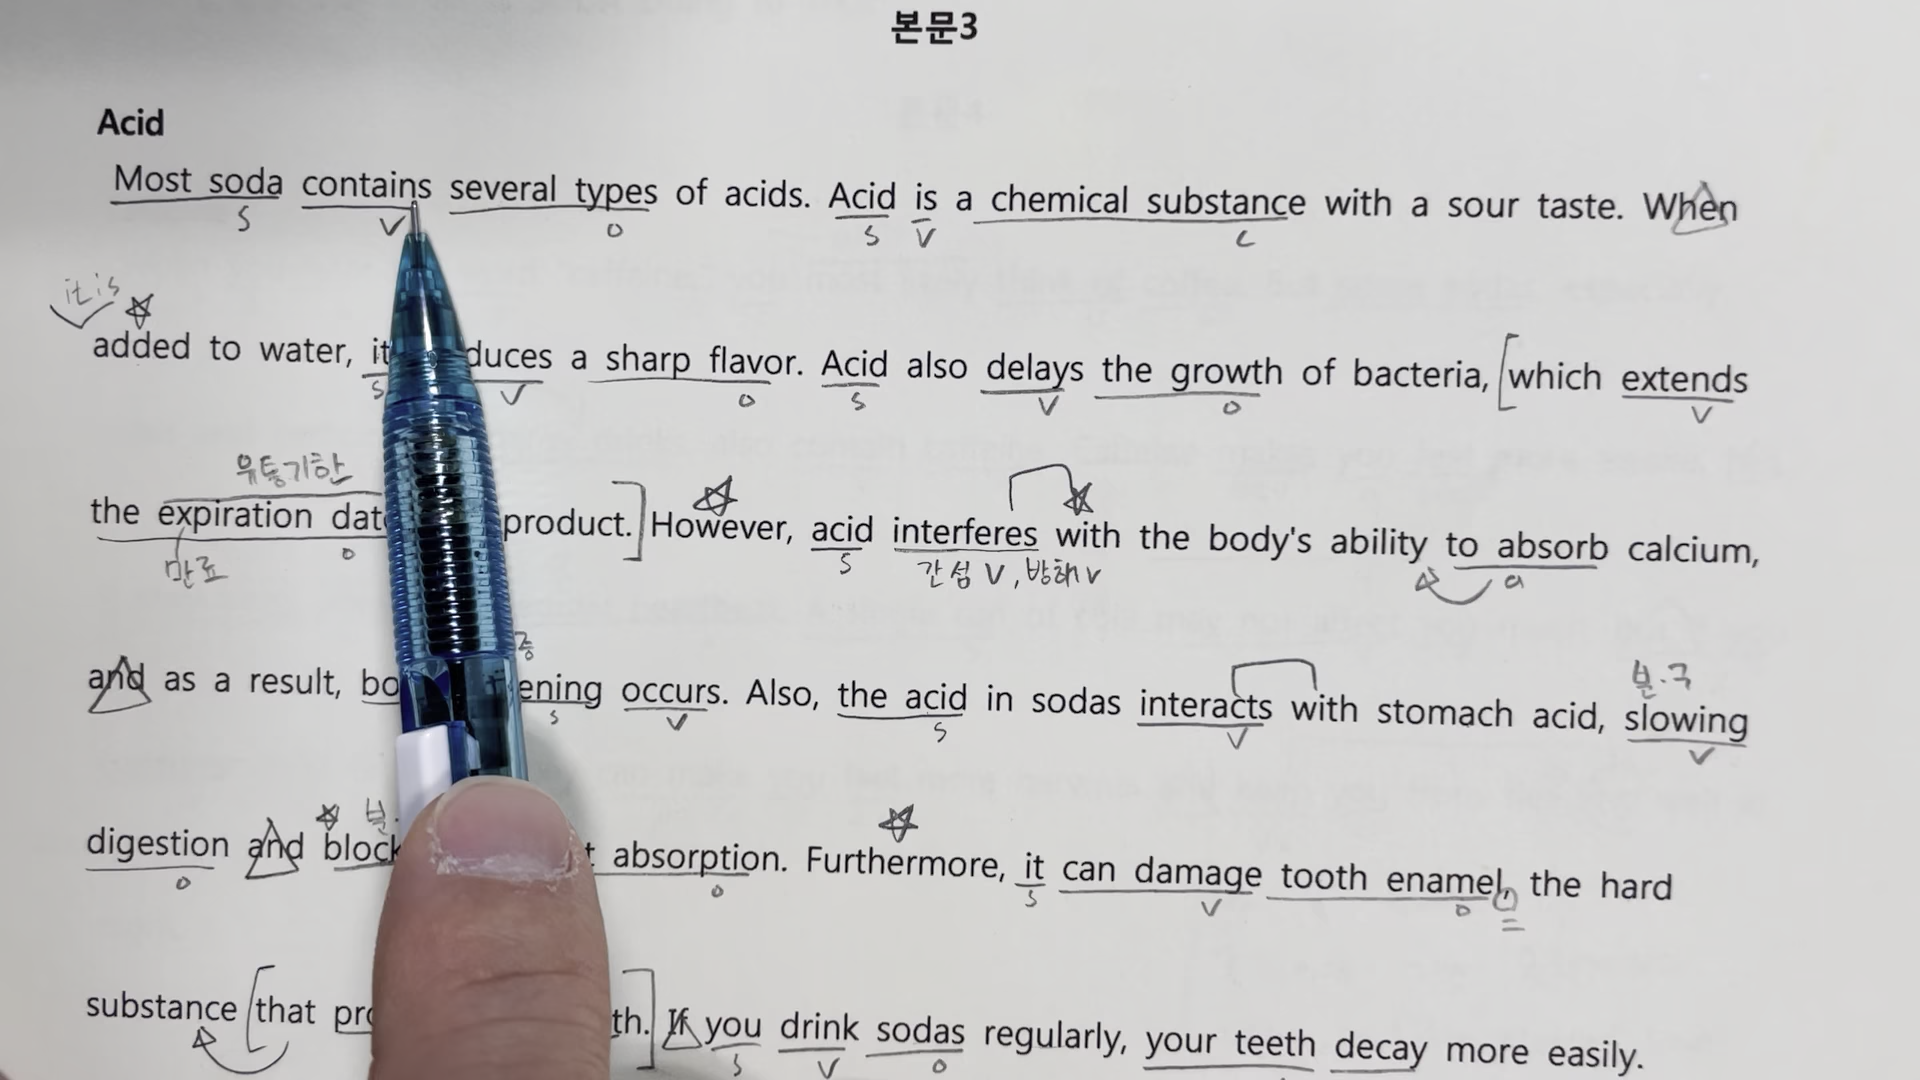 본문3
Acid
Most soda contains several types of acids. Acid is a chemical substance with a sour taste. When
S V O S V C
it is
added to water, it duces a sharp flavor. Acid also delays the growth of bacteria, [which extends
S V O S V O V
유통기한
the expiration dat product.] However, acid interferes with the body's ability to absorb calcium,
O S a
만료 간섭V, 방해V
and as a result, bo ening occurs. Also, the acid in sodas interacts with stomach acid, slowing
분.구
S V S V V
digestion and block t absorption. Furthermore, it can damage tooth enamel, the hard
O O S V O
substance [that pro th.] If you drink sodas regularly, your teeth decay more easily.
S V O